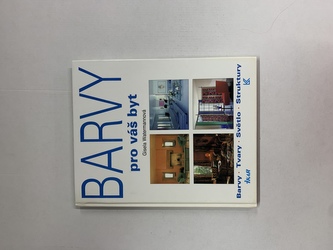 BARVY
pro váš byt
Gisela Watermannová
Barvy · Tvary · Světlo · Struktury
IKAR